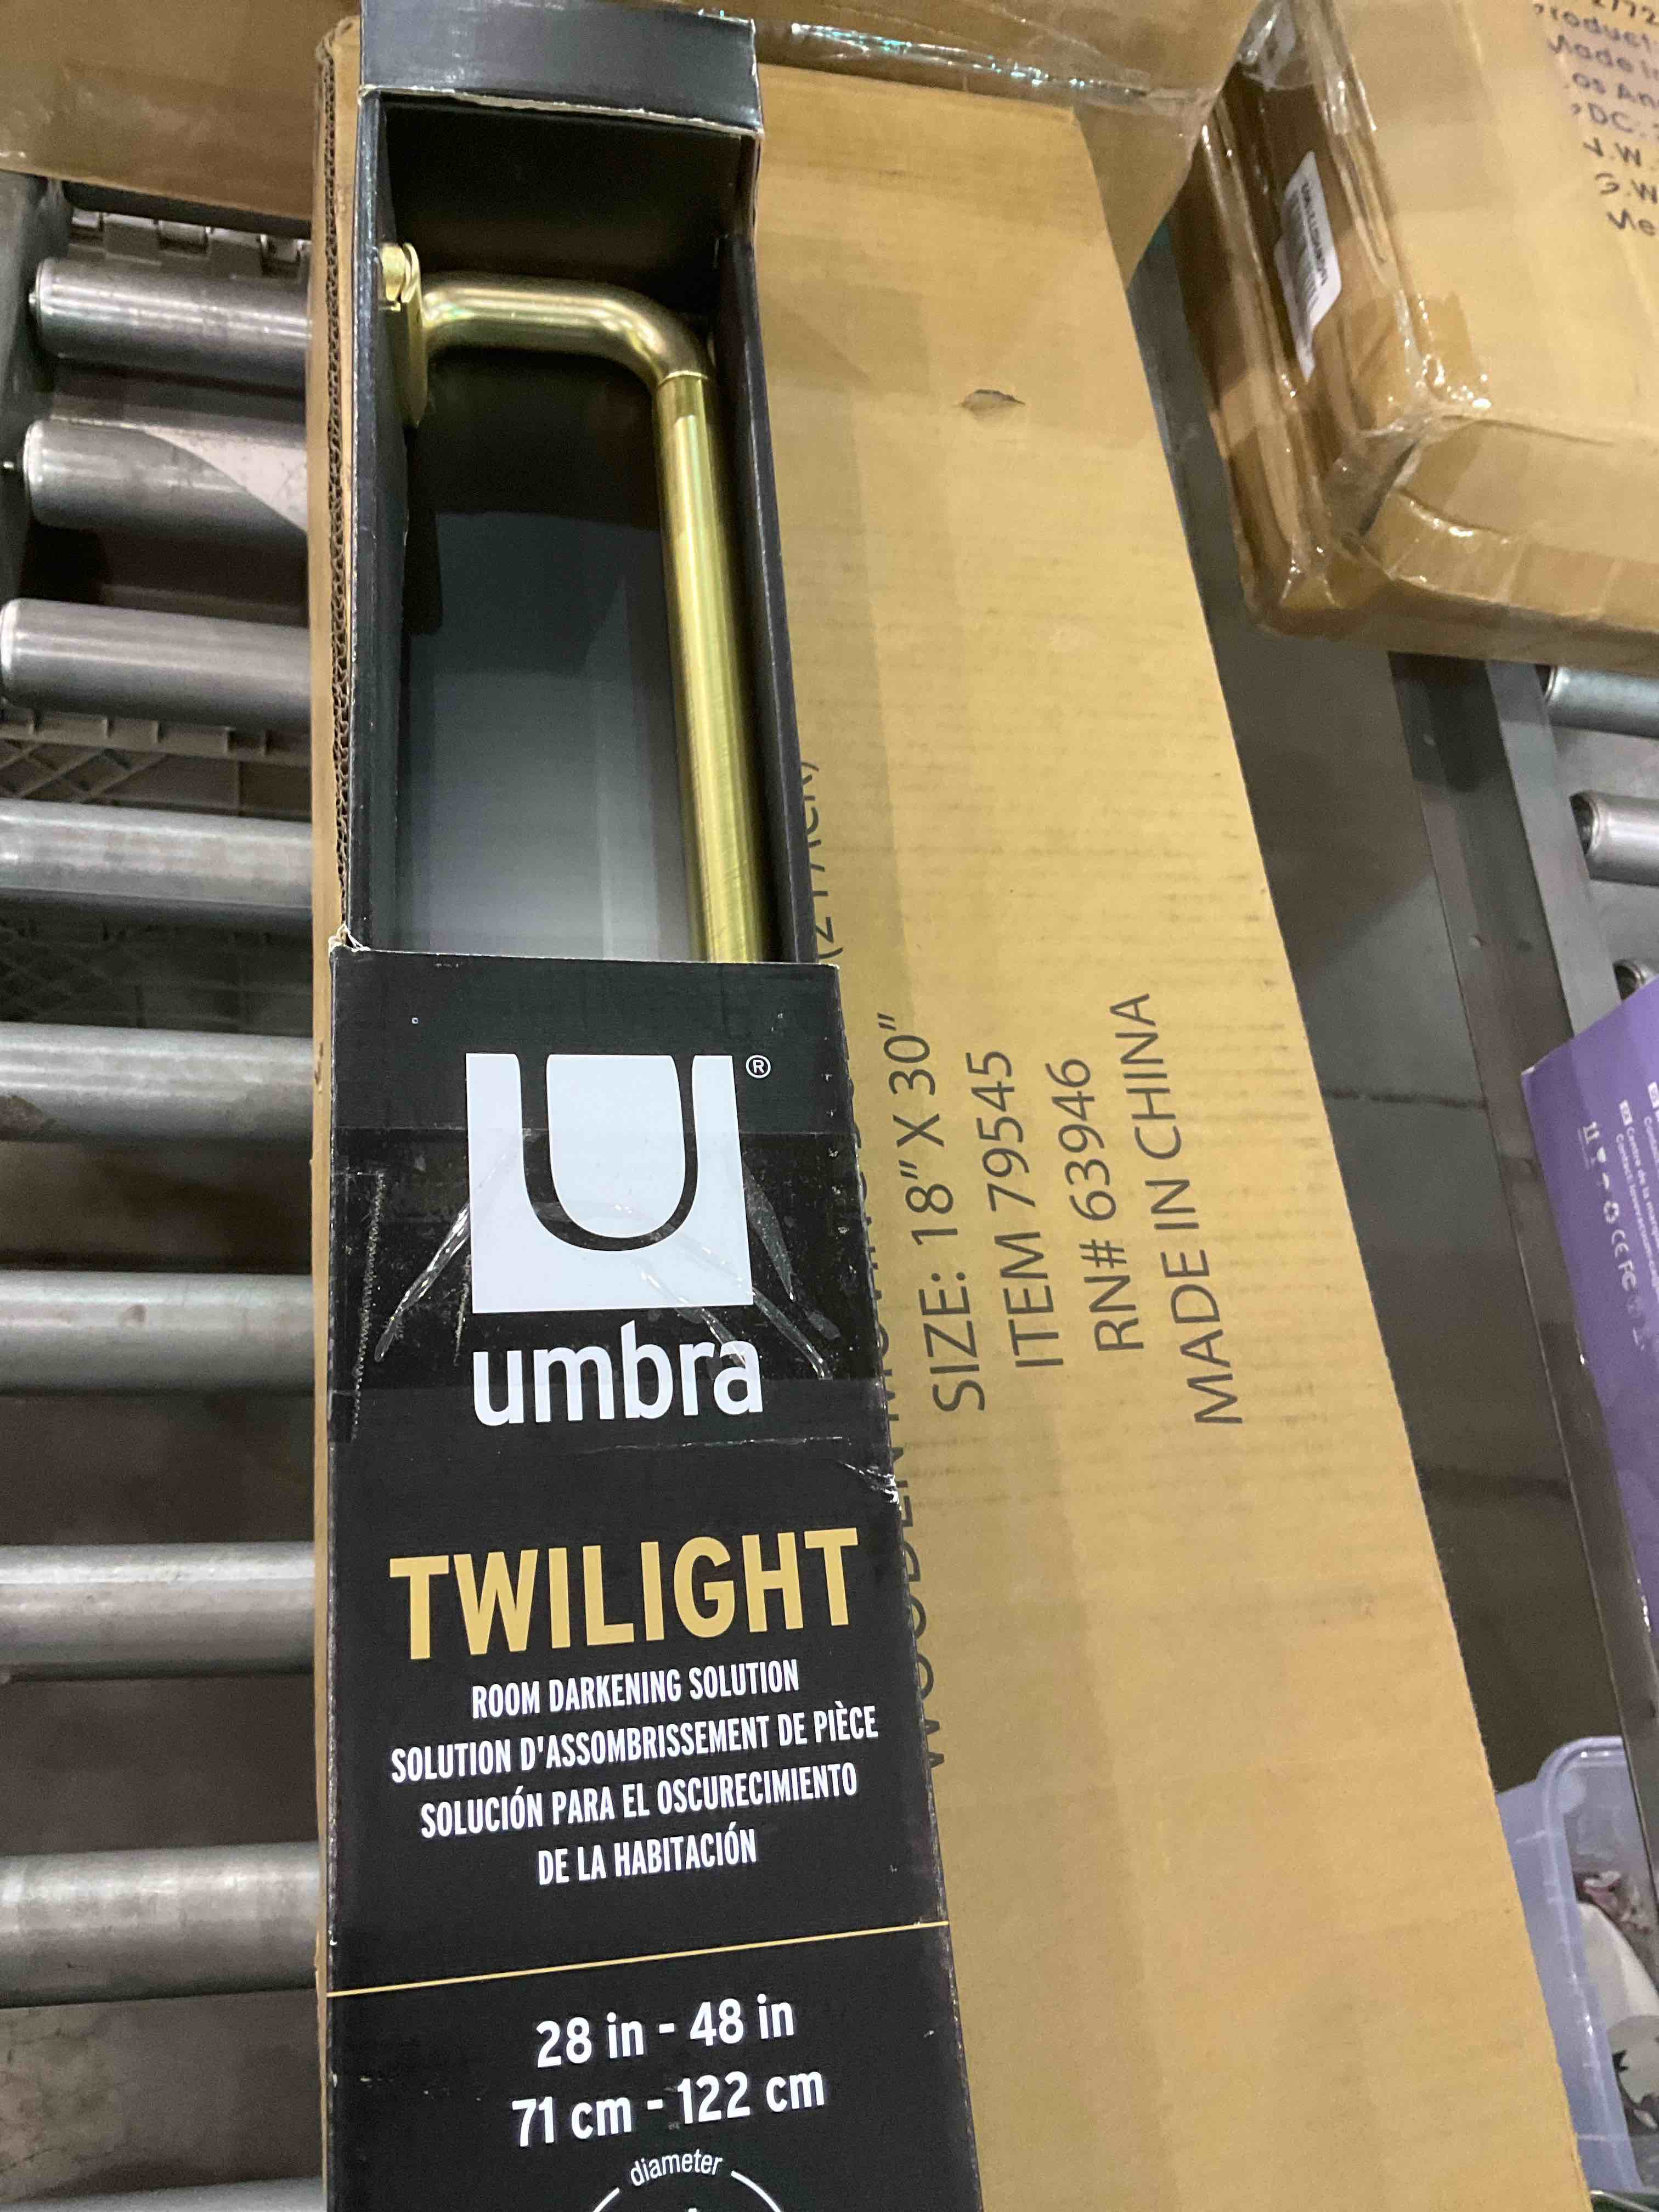 U®
umbra
TWILIGHT
ROOM DARKENING SOLUTION
SOLUTION D'ASSOMBRISSEMENT DE PIÈCE
SOLUCIÓN PARA EL OSCURECIMIENTO
DE LA HABITACIÓN
28 in - 48 in
71 cm - 122 cm
diameter
SIZE: 18" X 30"
ITEM 79545
RN# 63946
MADE IN CHINA